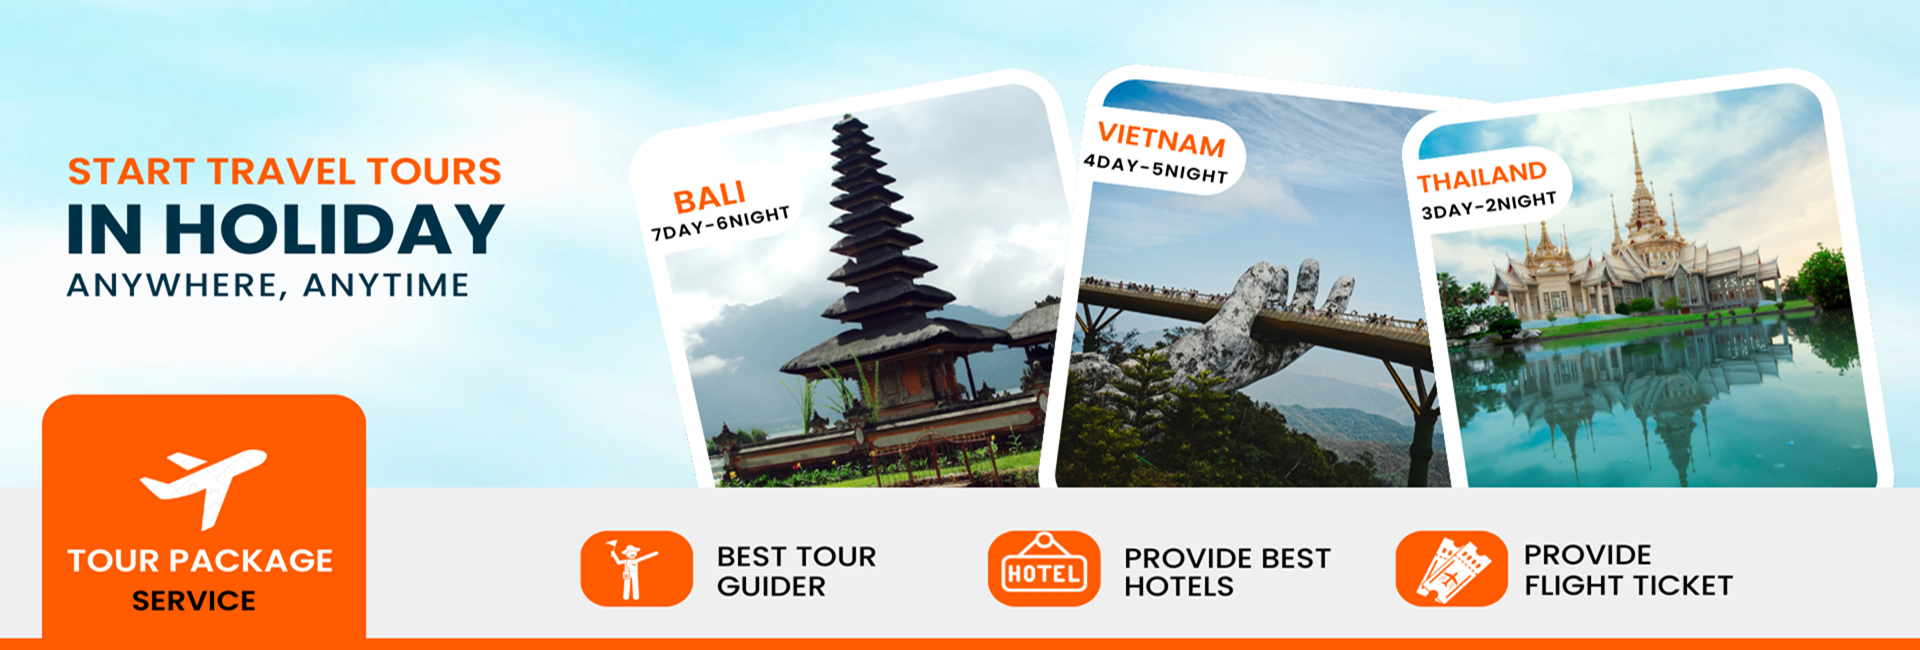 START TRAVEL TOURS
IN HOLIDAY
ANYWHERE, ANYTIME
BALI
7DAY-6NIGHT
VIETNAM
4DAY-5NIGHT
THAILAND
3DAY-2NIGHT
TOUR PACKAGE
SERVICE
BEST TOUR
GUIDER
HOTEL
PROVIDE BEST
HOTELS
PROVIDE
FLIGHT TICKET